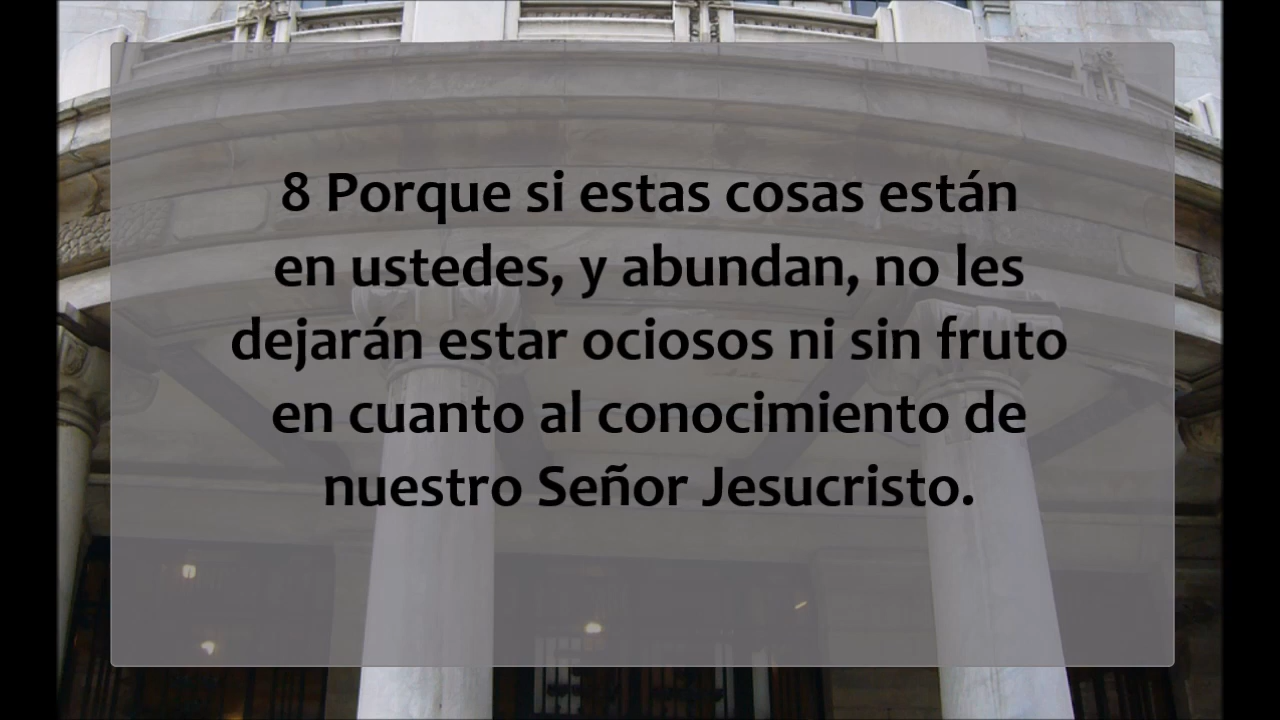 8 Porque si estas cosas están
en ustedes, y abundan, no les
dejarán estar ociosos ni sin fruto
en cuanto al conocimiento de
nuestro Señor Jesucristo.